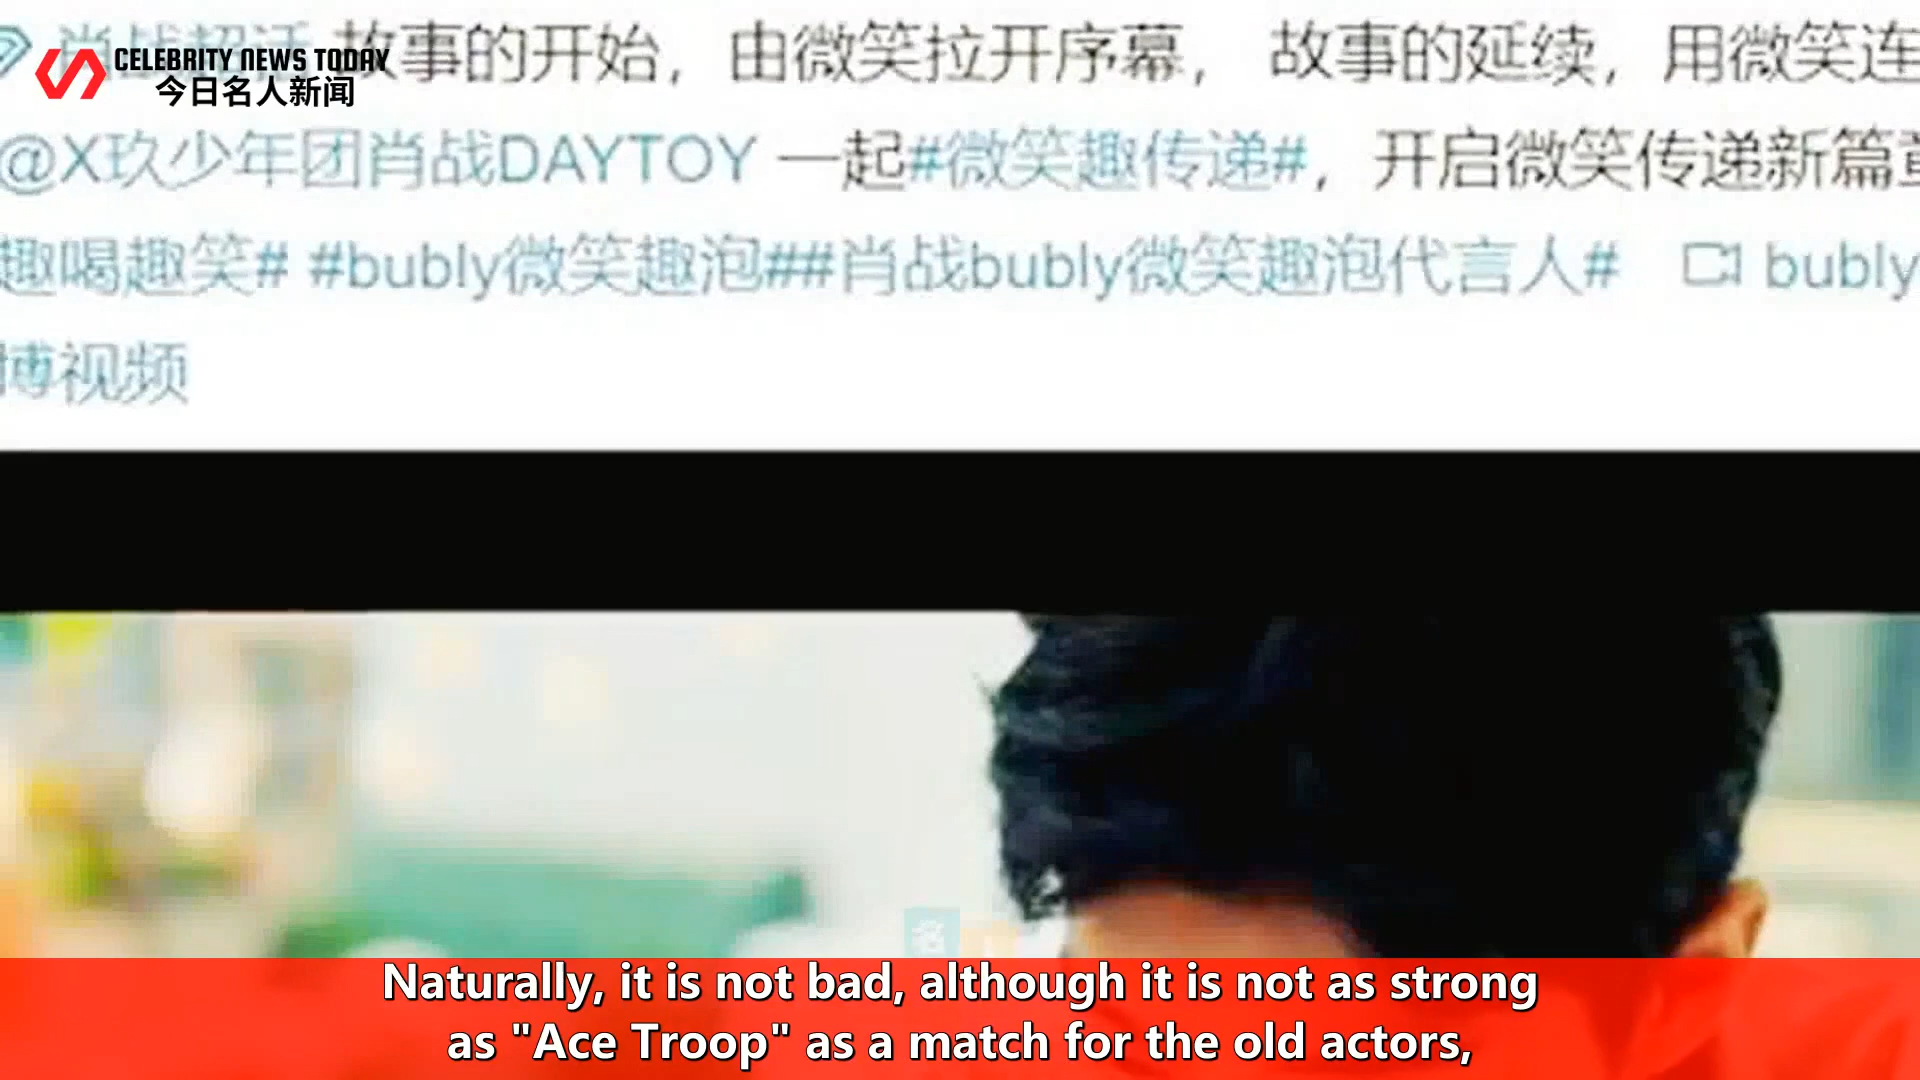 CELEBRITY NEWS TODAY
今日名人新闻
肖战超话 故事的开始，由微笑拉开序幕， 故事的延续，用微笑连
@X玖少年团肖战DAYTOY 一起#微笑趣传递#，开启微笑传递新篇章
趣喝趣笑# #bubly微笑趣泡##肖战bubly微笑趣泡代言人# bubly
博视频
Naturally, it is not bad, although it is not as strong
as "Ace Troop" as a match for the old actors,